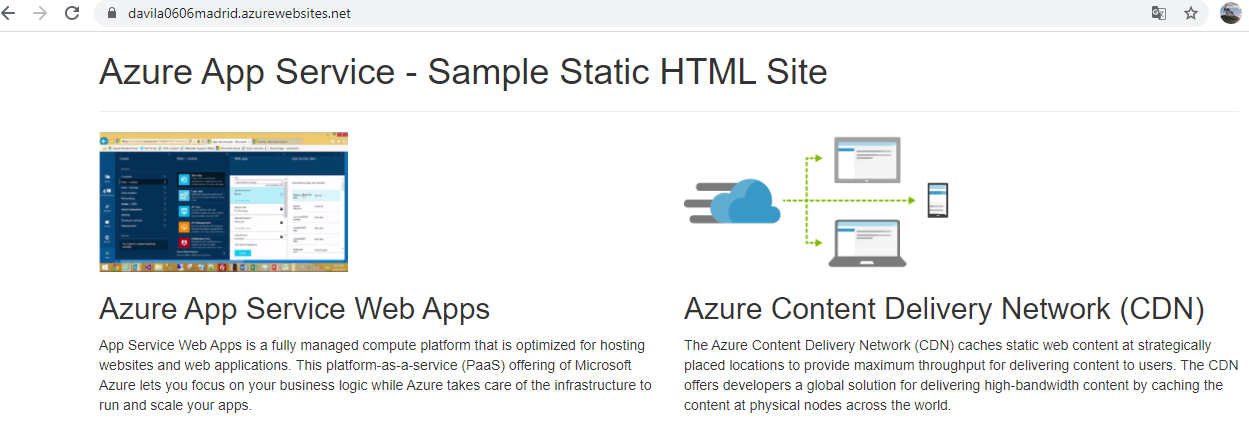 davila0606madrid.azurewebsites.net
Azure App Service - Sample Static HTML Site
Azure App Service Web Apps
App Service Web Apps is a fully managed compute platform that is optimized for hosting
websites and web applications. This platform-as-a-service (PaaS) offering of Microsoft
Azure lets you focus on your business logic while Azure takes care of the infrastructure to
run and scale your apps.
Azure Content Delivery Network (CDN)
The Azure Content Delivery Network (CDN) caches static web content at strategically
placed locations to provide maximum throughput for delivering content to users. The CDN
offers developers a global solution for delivering high-bandwidth content by caching the
content at physical nodes across the world.